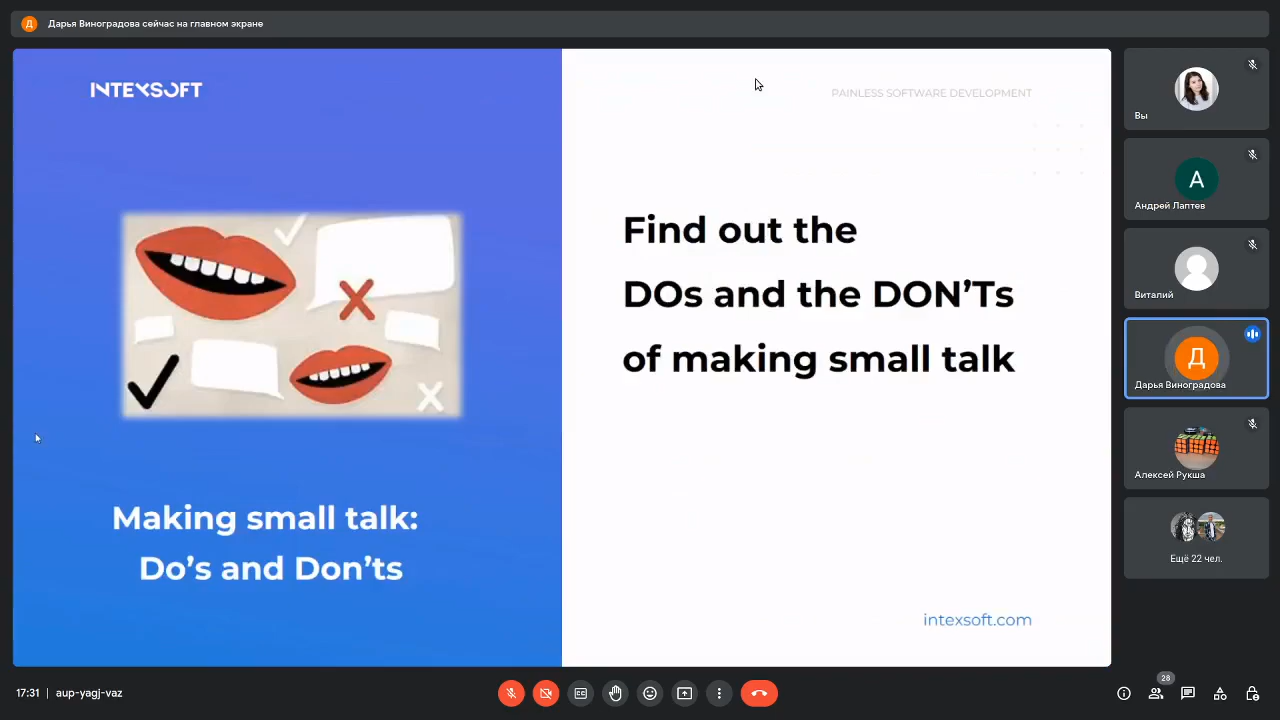 Д
Дарья Виноградова сейчас на главном экране
INTEXSOFT
PAINLESS SOFTWARE DEVELOPMENT
Find out the
DOs and the DON’Ts
of making small talk
Making small talk:
Do’s and Don’ts
intexsoft.com
Вы
А
Андрей Лаптев
Виталий
Д
Дарья Виноградова
Алексей Рукша
Ещё 22 чел.
17:31 | aup-yagj-vaz
28